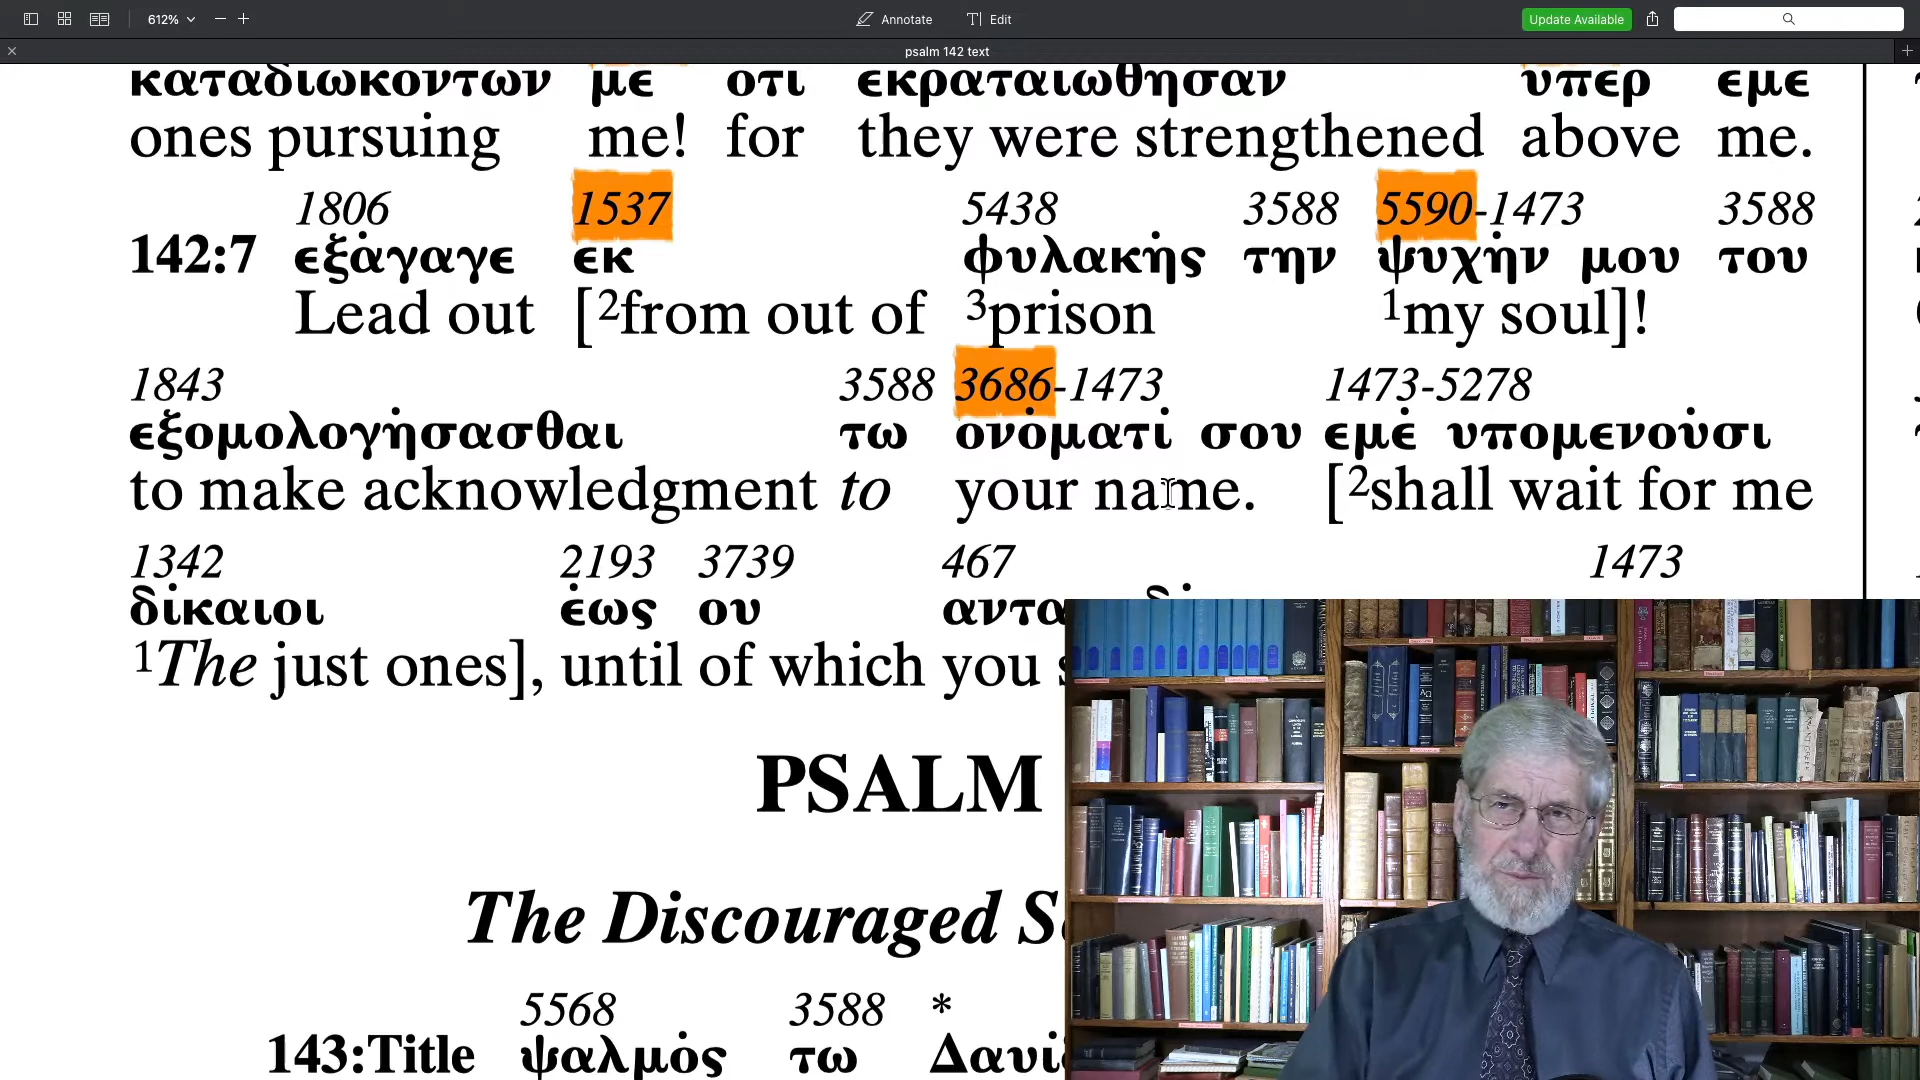 612%
Annotate
Edit
Update Available
psalm 142 text
καταδιωκοντων με οτι εκραταιωθησαν υπερ εμε
ones pursuing me! for they were strengthened above me.
1806 1537 5438 3588 5590-1473 3588
142:7 εξάγαγε εκ φυλακής την ψυχήν μου του
Lead out [²from out of ³prison ¹my soul]!
1843 3588 3686-1473 1473-5278
εξομολογήσασθαι τω ονόματί σου εμέ υπομενούσι
to make acknowledgment to your name. [²shall wait for me
1342 2193 3739 467 1473
δίκαιοι έως ου αντα
¹The just ones], until of which you s
PSALM
The Discouraged S
5568 3588 *
143:Title ψαλμός τω Δαυί